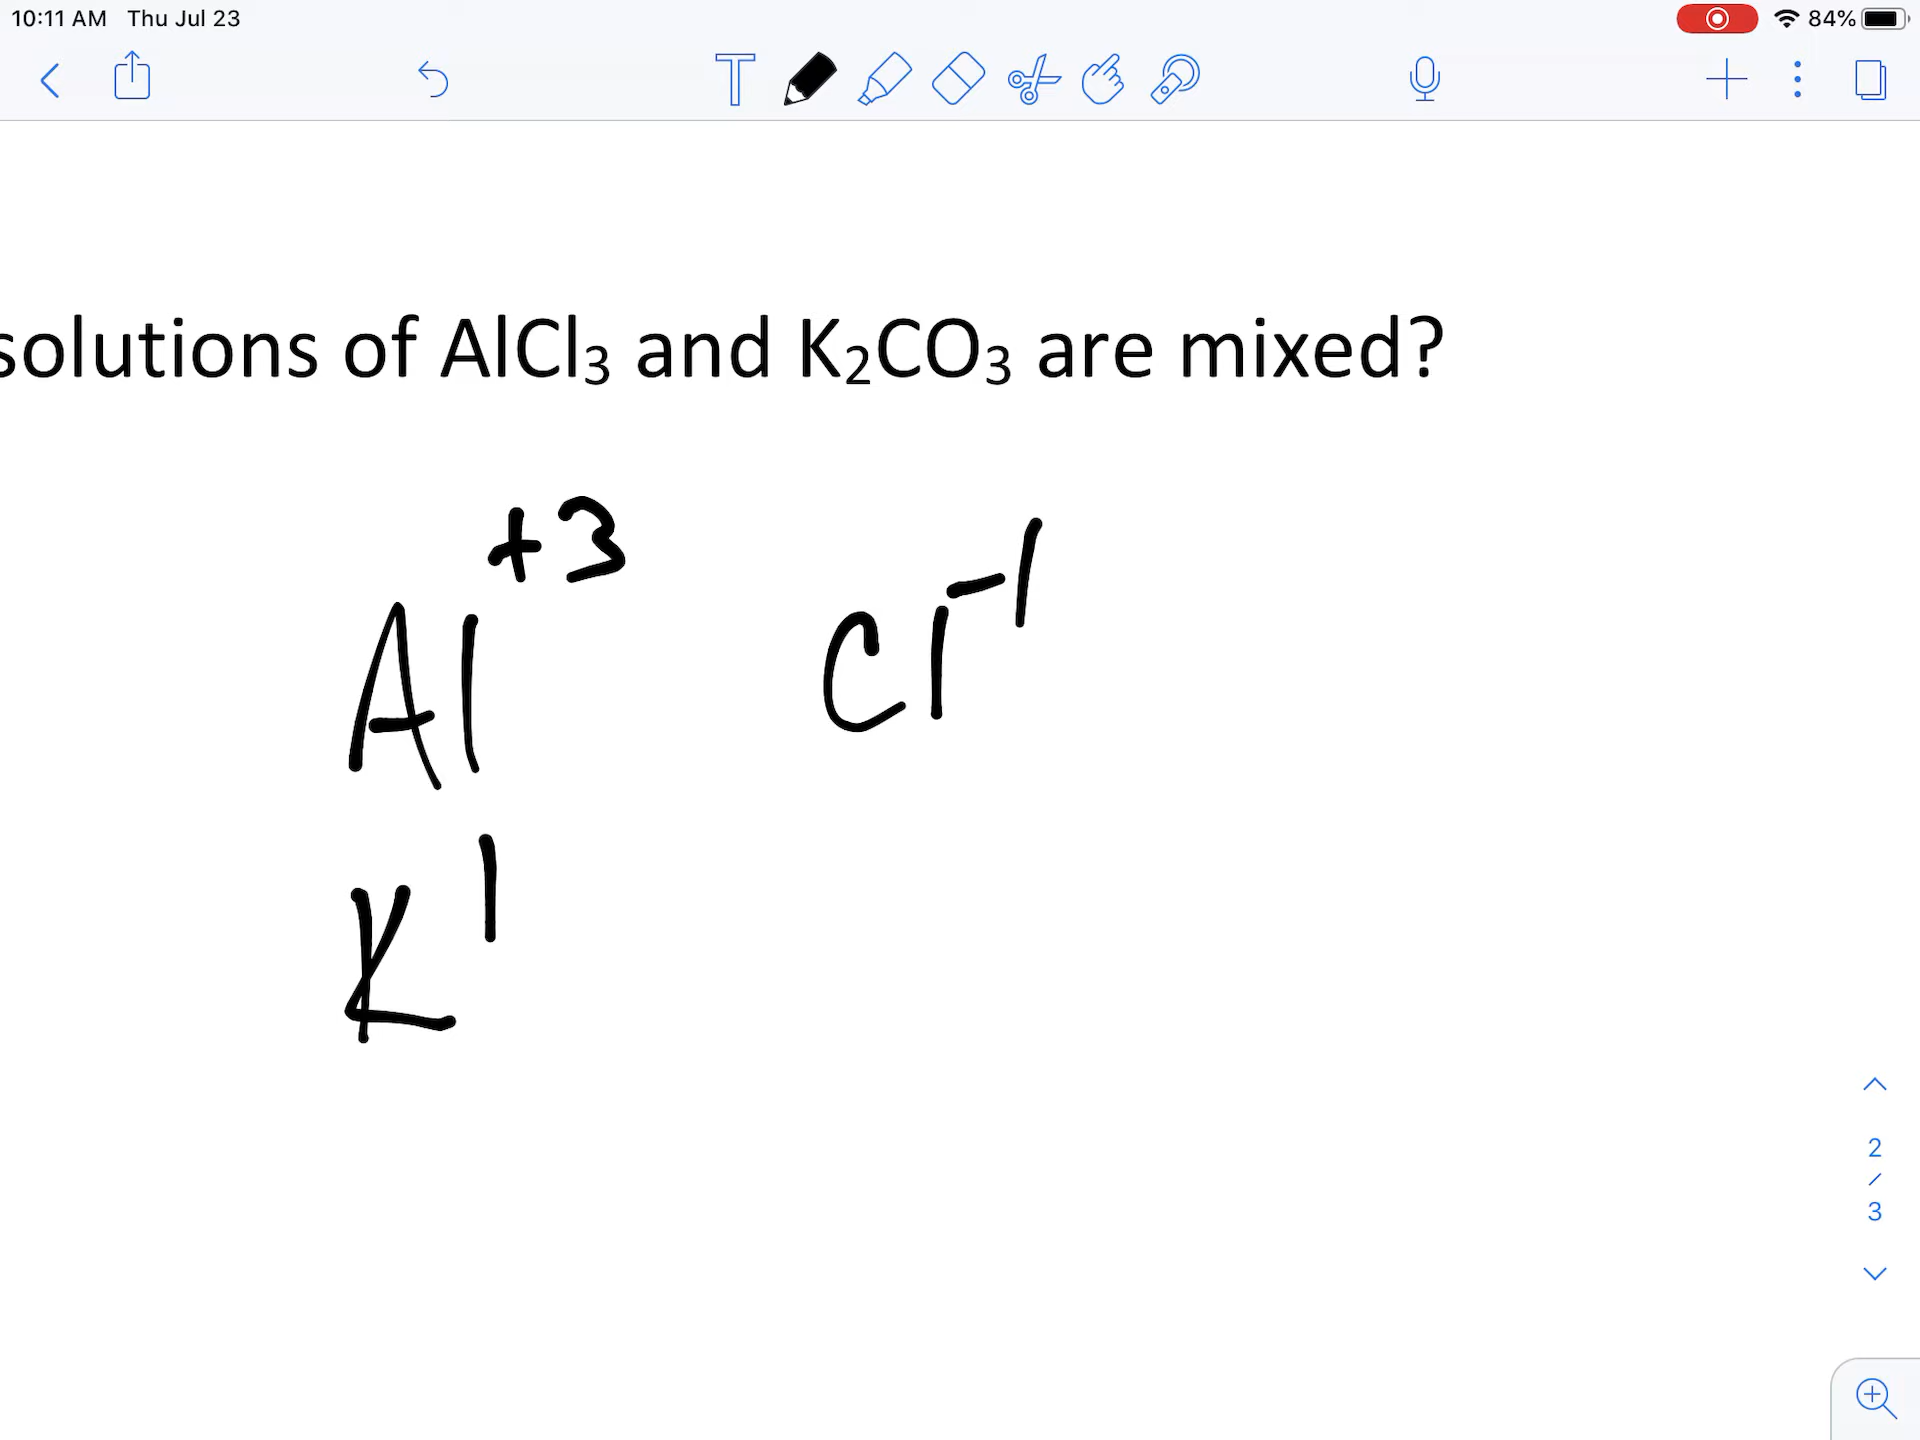 10:11 AM Thu Jul 23
84%
T
solutions of AlCl₃ and K₂CO₃ are mixed?
Al⁺³ Cl⁻¹
K¹
2
/
3